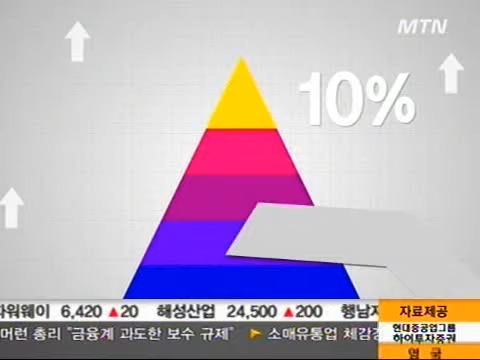 MTN
10%
파워웨이 6,420 ▲20 해성산업 24,500 ▲200 행남자
자료제공
머런 총리 "금융계 과도한 보수 규제" ▶ 소매유통업 체감경
현대중공업그룹
하이투자증권
영 국